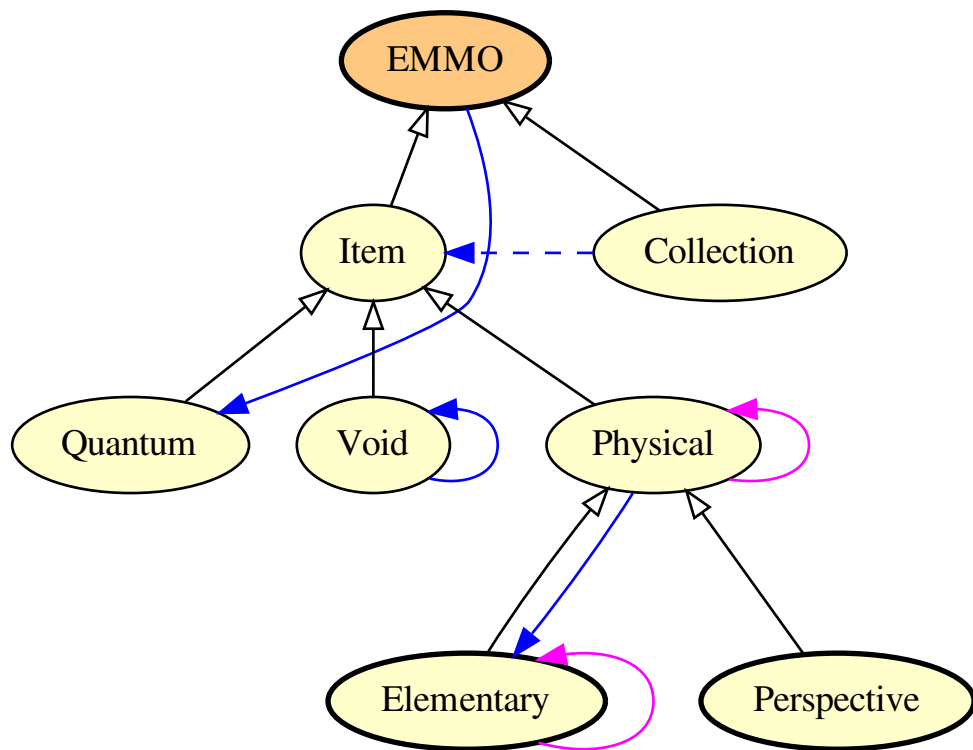 EMMO
Item
Collection
Quantum
Void
Physical
Elementary
Perspective